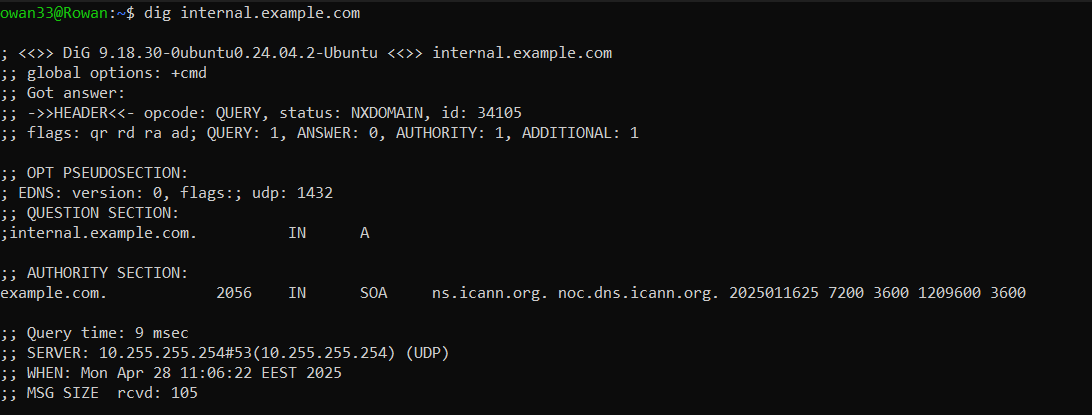 owan33@Rowan:~$ dig internal.example.com
; <<>> DiG 9.18.30-0ubuntu0.24.04.2-Ubuntu <<>> internal.example.com
;; global options: +cmd
;; Got answer:
;; ->>HEADER<<- opcode: QUERY, status: NXDOMAIN, id: 34105
;; flags: qr rd ra ad; QUERY: 1, ANSWER: 0, AUTHORITY: 1, ADDITIONAL: 1
;; OPT PSEUDOSECTION:
; EDNS: version: 0, flags:; udp: 1432
;; QUESTION SECTION:
;internal.example.com. IN A
;; AUTHORITY SECTION:
example.com. 2056 IN SOA ns.icann.org. noc.dns.icann.org. 2025011625 7200 3600 1209600 3600
;; Query time: 9 msec
;; SERVER: 10.255.255.254#53(10.255.255.254) (UDP)
;; WHEN: Mon Apr 28 11:06:22 EEST 2025
;; MSG SIZE rcvd: 105